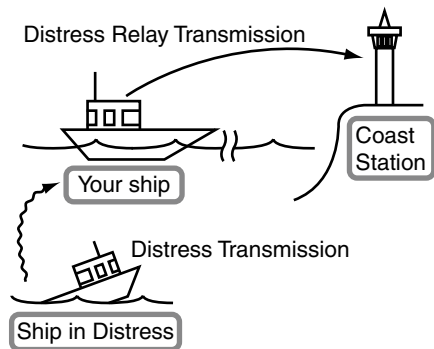 Distress Relay Transmission
Coast
Station
Your ship
Distress Transmission
Ship in Distress